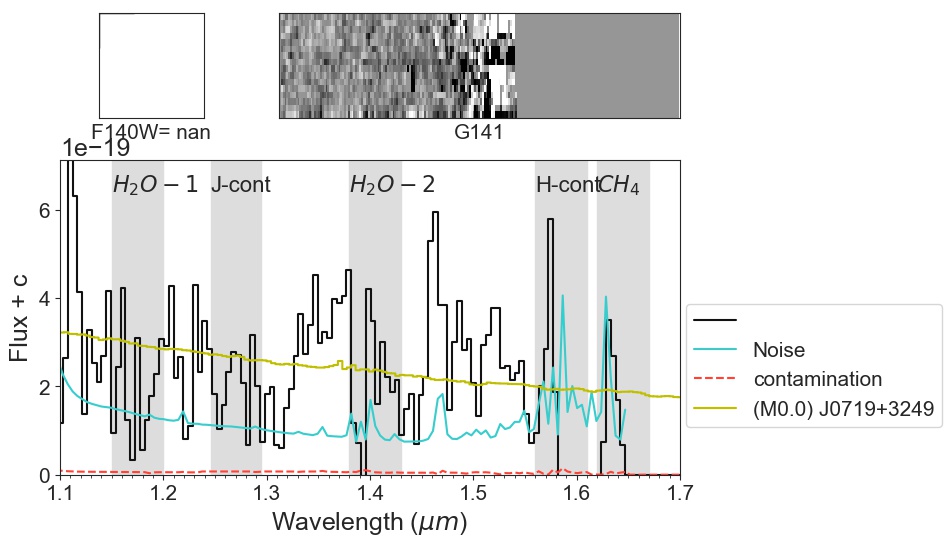 F140W= nan
G141
1e−19
H₂O − 1 J-cont H₂O − 2 H-cont CH₄
6
4
2
0
Flux + c
1.1 1.2 1.3 1.4 1.5 1.6 1.7
Wavelength (μm)
Noise
contamination
(M0.0) J0719+3249